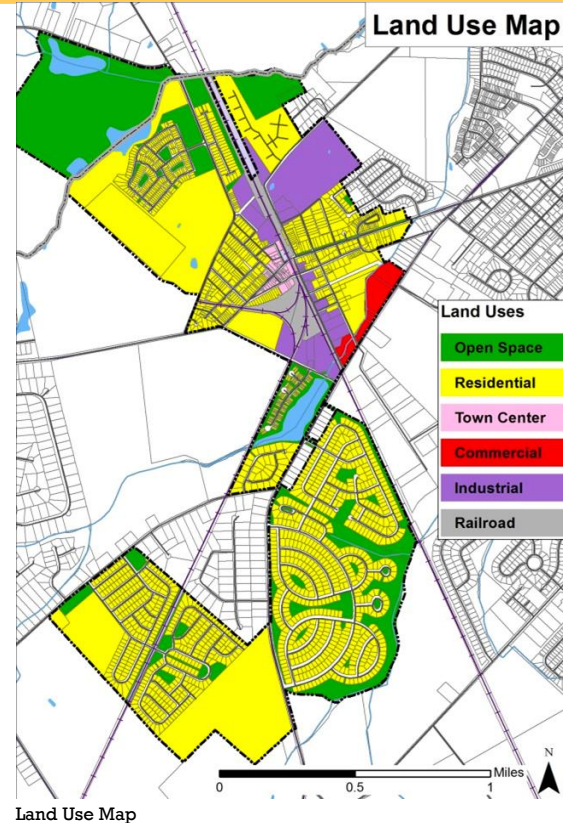 Land Use Map
Land Uses
Open Space
Residential
Town Center
Commercial
Industrial
Railroad
N
Miles
0 0.5 1
Land Use Map